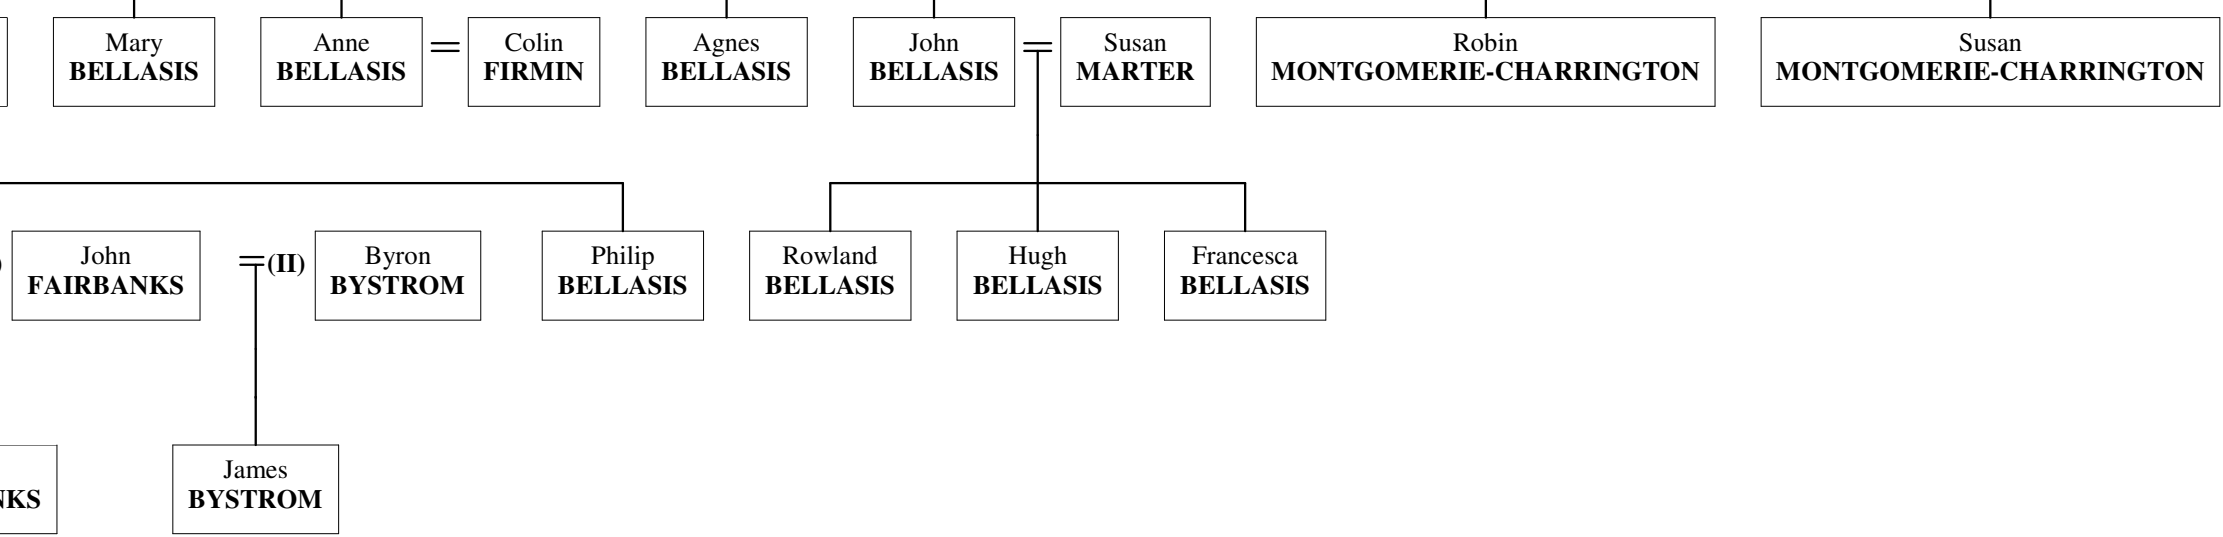 Mary
BELLASIS
Anne
BELLASIS
Colin
FIRMIN
Agnes
BELLASIS
John
BELLASIS
Susan
MARTER
Robin
MONTGOMERIE-CHARRINGTON
Susan
MONTGOMERIE-CHARRINGTON
)
John
FAIRBANKS
(II)
Byron
BYSTROM
Philip
BELLASIS
Rowland
BELLASIS
Hugh
BELLASIS
Francesca
BELLASIS
NKS
James
BYSTROM